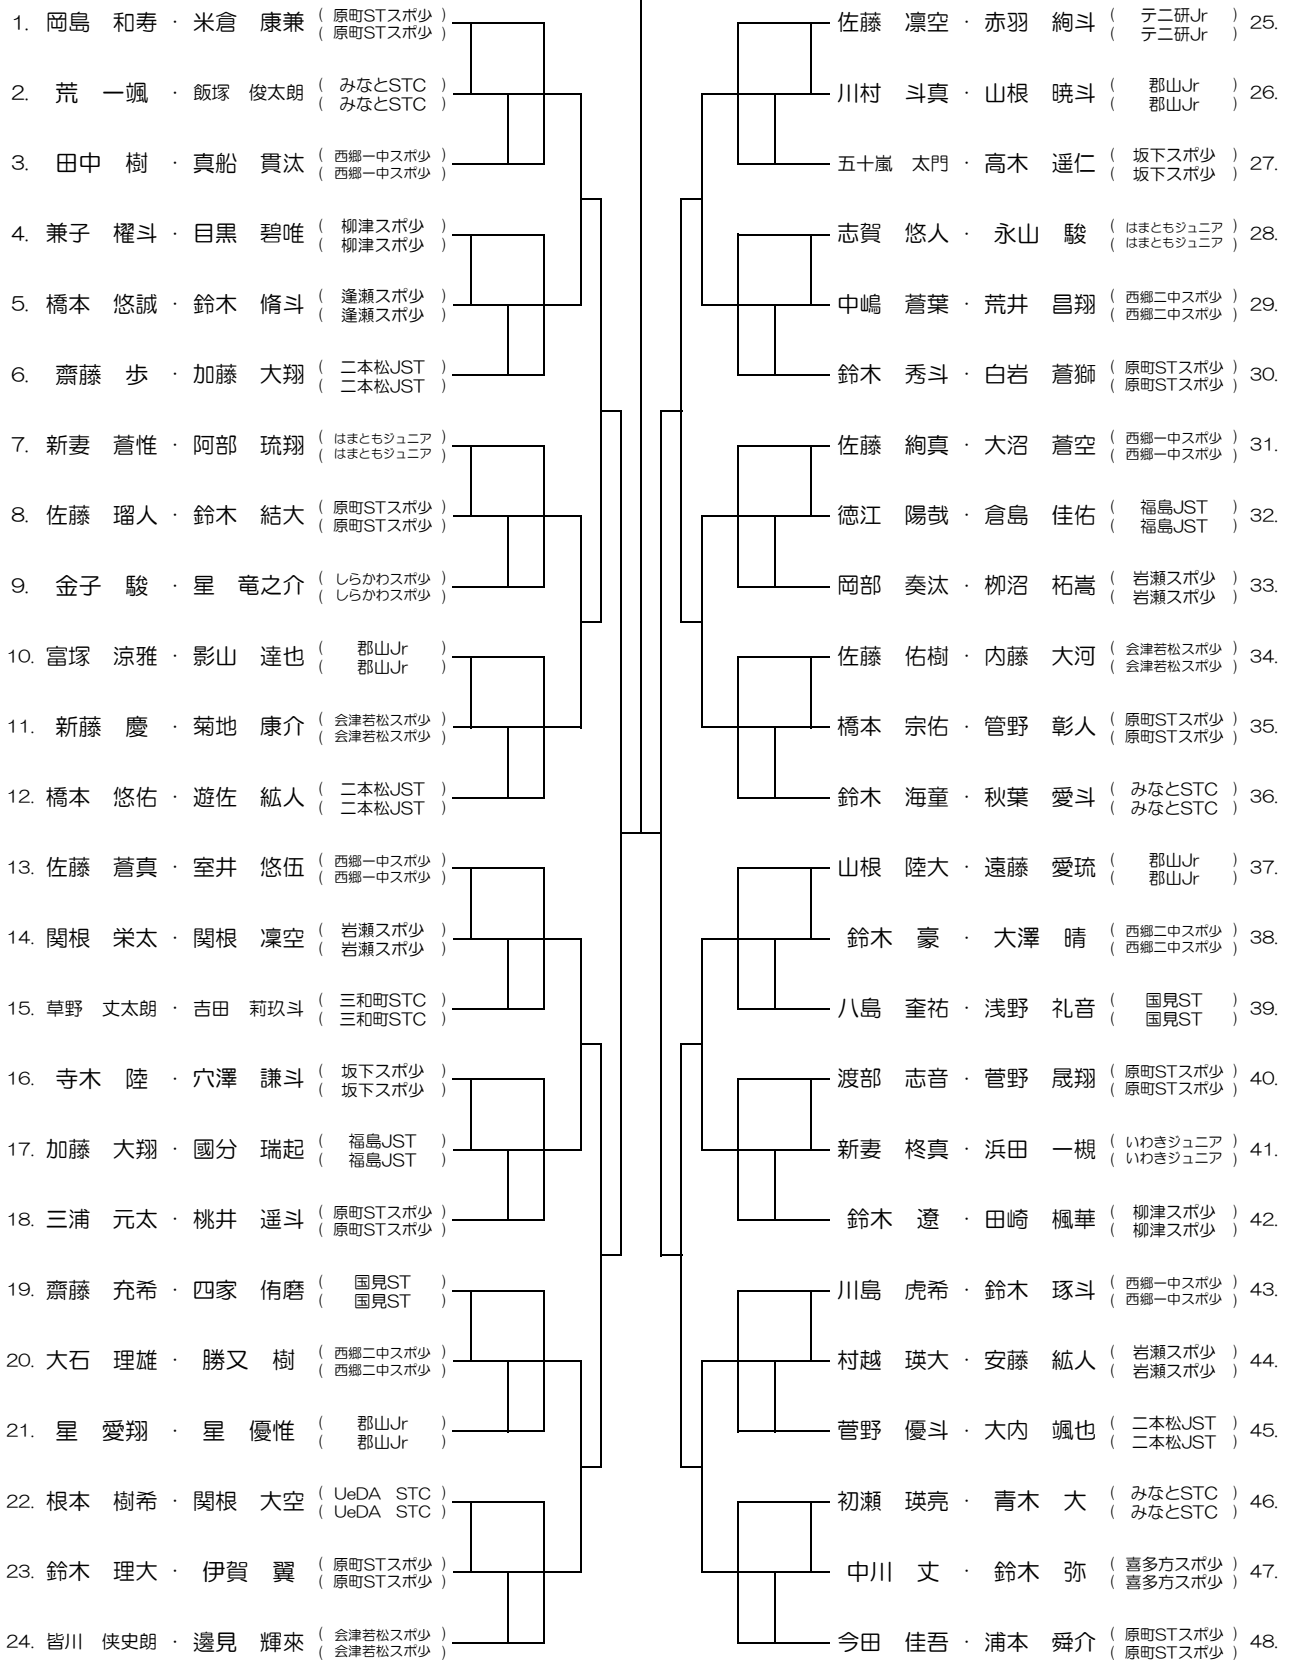 1. 岡島 和寿 · 米倉 康兼 ( 原町STスポ少 ) ( 原町STスポ少 )
2. 荒 一颯 · 飯塚 俊太朗 ( みなとSTC ) ( みなとSTC )
3. 田中 樹 · 真船 貫汰 ( 西郷一中スポ少 ) ( 西郷一中スポ少 )
4. 兼子 櫂斗 · 目黒 碧唯 ( 柳津スポ少 ) ( 柳津スポ少 )
5. 橋本 悠誠 · 鈴木 脩斗 ( 逢瀬スポ少 ) ( 逢瀬スポ少 )
6. 齋藤 歩 · 加藤 大翔 ( 二本松JST ) ( 二本松JST )
7. 新妻 蒼惟 · 阿部 琉翔 ( はまともジュニア ) ( はまともジュニア )
8. 佐藤 瑠人 · 鈴木 結大 ( 原町STスポ少 ) ( 原町STスポ少 )
9. 金子 駿 · 星 竜之介 ( しらかわスポ少 ) ( しらかわスポ少 )
10. 富塚 涼雅 · 影山 達也 ( 郡山Jr ) ( 郡山Jr )
11. 新藤 慶 · 菊地 康介 ( 会津若松スポ少 ) ( 会津若松スポ少 )
12. 橋本 悠佑 · 遊佐 紘人 ( 二本松JST ) ( 二本松JST )
13. 佐藤 蒼真 · 室井 悠伍 ( 西郷一中スポ少 ) ( 西郷一中スポ少 )
14. 関根 栄太 · 関根 凜空 ( 岩瀬スポ少 ) ( 岩瀬スポ少 )
15. 草野 丈太朗 · 吉田 莉玖斗 ( 三和町STC ) ( 三和町STC )
16. 寺木 陸 · 穴澤 謙斗 ( 坂下スポ少 ) ( 坂下スポ少 )
17. 加藤 大翔 · 國分 瑞起 ( 福島JST ) ( 福島JST )
18. 三浦 元太 · 桃井 遥斗 ( 原町STスポ少 ) ( 原町STスポ少 )
19. 齋藤 充希 · 四家 侑磨 ( 国見ST ) ( 国見ST )
20. 大石 理雄 · 勝又 樹 ( 西郷二中スポ少 ) ( 西郷二中スポ少 )
21. 星 愛翔 · 星 優惟 ( 郡山Jr ) ( 郡山Jr )
22. 根本 樹希 · 関根 大空 ( UeDA STC ) ( UeDA STC )
23. 鈴木 理大 · 伊賀 翼 ( 原町STスポ少 ) ( 原町STスポ少 )
24. 皆川 侠史朗 · 邊見 輝來 ( 会津若松スポ少 ) ( 会津若松スポ少 )
佐藤 凛空 · 赤羽 絢斗 ( テニ研Jr ) ( テニ研Jr ) 25.
川村 斗真 · 山根 暁斗 ( 郡山Jr ) ( 郡山Jr ) 26.
五十嵐 太門 · 高木 遥仁 ( 坂下スポ少 ) ( 坂下スポ少 ) 27.
志賀 悠人 · 永山 駿 ( はまともジュニア ) ( はまともジュニア ) 28.
中嶋 蒼葉 · 荒井 昌翔 ( 西郷二中スポ少 ) ( 西郷二中スポ少 ) 29.
鈴木 秀斗 · 白岩 蒼獅 ( 原町STスポ少 ) ( 原町STスポ少 ) 30.
佐藤 絢真 · 大沼 蒼空 ( 西郷一中スポ少 ) ( 西郷一中スポ少 ) 31.
徳江 陽哉 · 倉島 佳佑 ( 福島JST ) ( 福島JST ) 32.
岡部 奏汰 · 栁沼 柘嵩 ( 岩瀬スポ少 ) ( 岩瀬スポ少 ) 33.
佐藤 佑樹 · 内藤 大河 ( 会津若松スポ少 ) ( 会津若松スポ少 ) 34.
橋本 宗佑 · 管野 彰人 ( 原町STスポ少 ) ( 原町STスポ少 ) 35.
鈴木 海童 · 秋葉 愛斗 ( みなとSTC ) ( みなとSTC ) 36.
山根 陸大 · 遠藤 愛琉 ( 郡山Jr ) ( 郡山Jr ) 37.
鈴木 豪 · 大澤 晴 ( 西郷二中スポ少 ) ( 西郷二中スポ少 ) 38.
八島 奎祐 · 浅野 礼音 ( 国見ST ) ( 国見ST ) 39.
渡部 志音 · 菅野 晟翔 ( 原町STスポ少 ) ( 原町STスポ少 ) 40.
新妻 柊真 · 浜田 一槻 ( いわきジュニア ) ( いわきジュニア ) 41.
鈴木 遼 · 田崎 楓華 ( 柳津スポ少 ) ( 柳津スポ少 ) 42.
川島 虎希 · 鈴木 琢斗 ( 西郷一中スポ少 ) ( 西郷一中スポ少 ) 43.
村越 瑛大 · 安藤 紘人 ( 岩瀬スポ少 ) ( 岩瀬スポ少 ) 44.
菅野 優斗 · 大内 颯也 ( 二本松JST ) ( 二本松JST ) 45.
初瀬 瑛亮 · 青木 大 ( みなとSTC ) ( みなとSTC ) 46.
中川 丈 · 鈴木 弥 ( 喜多方スポ少 ) ( 喜多方スポ少 ) 47.
今田 佳吾 · 浦本 舜介 ( 原町STスポ少 ) ( 原町STスポ少 ) 48.